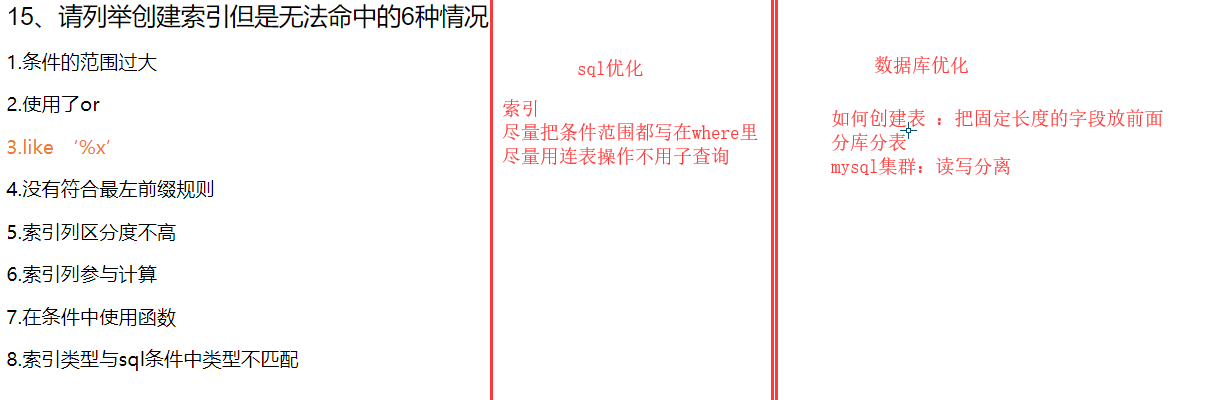 15、请列举创建索引但是无法命中的6种情况
1.条件的范围过大
2.使用了or
3.like ‘%x’
4.没有符合最左前缀规则
5.索引列区分度不高
6.索引列参与计算
7.在条件中使用函数
8.索引类型与sql条件中类型不匹配
sql优化
索引
尽量把条件范围都写在where里
尽量用连表操作不用子查询
数据库优化
如何创建表 ：把固定长度的字段放前面
分库分表
mysql集群：读写分离